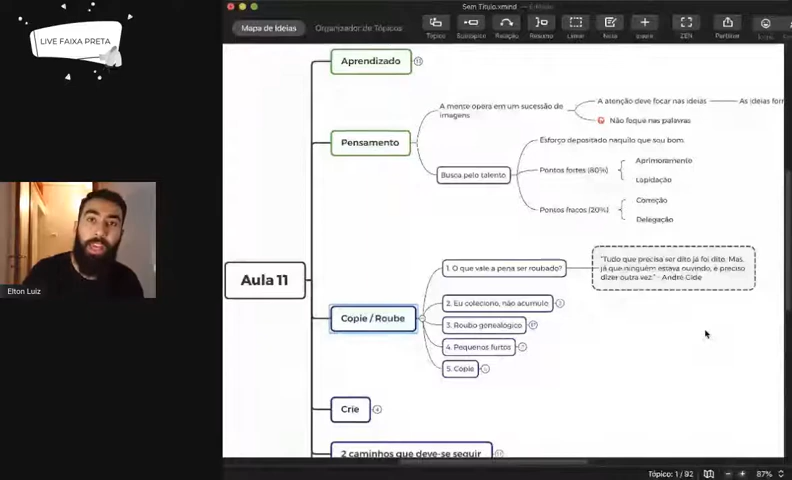 Sem Título.xmind
LIVE FAIXA PRETA
Mapa de Ideias
Organizador de Tópicos
Tópico
Subtópico
Relação
Resumo
Limite
Nota
ZEN
Partilhar
Aprendizado
A mente opera em um sucessão de
imagens
A atenção deve focar nas ideias
As ideias for
Não foque nas palavras
Pensamento
Esforço depositado naquilo que sou bom
Busca pelo talento
Pontos fortes (80%)
Aprimoramento
Lapidação
Pontos fracos (20%)
Correção
Delegação
Aula 11
1. O que vale a pena ser roubado?
"Tudo que precisa ser dito já foi dito. Mas,
já que ninguém estava ouvindo, é preciso
dizer outra vez." - André Gide
2. Eu coleciono, não acumulo
Copie / Roube
3. Roubo genealógico
4. Pequenos furtos
5. Copie
Elton Luiz
Crie
2 caminhos que deve-se seguir
Tópico: 1 / 92
87%